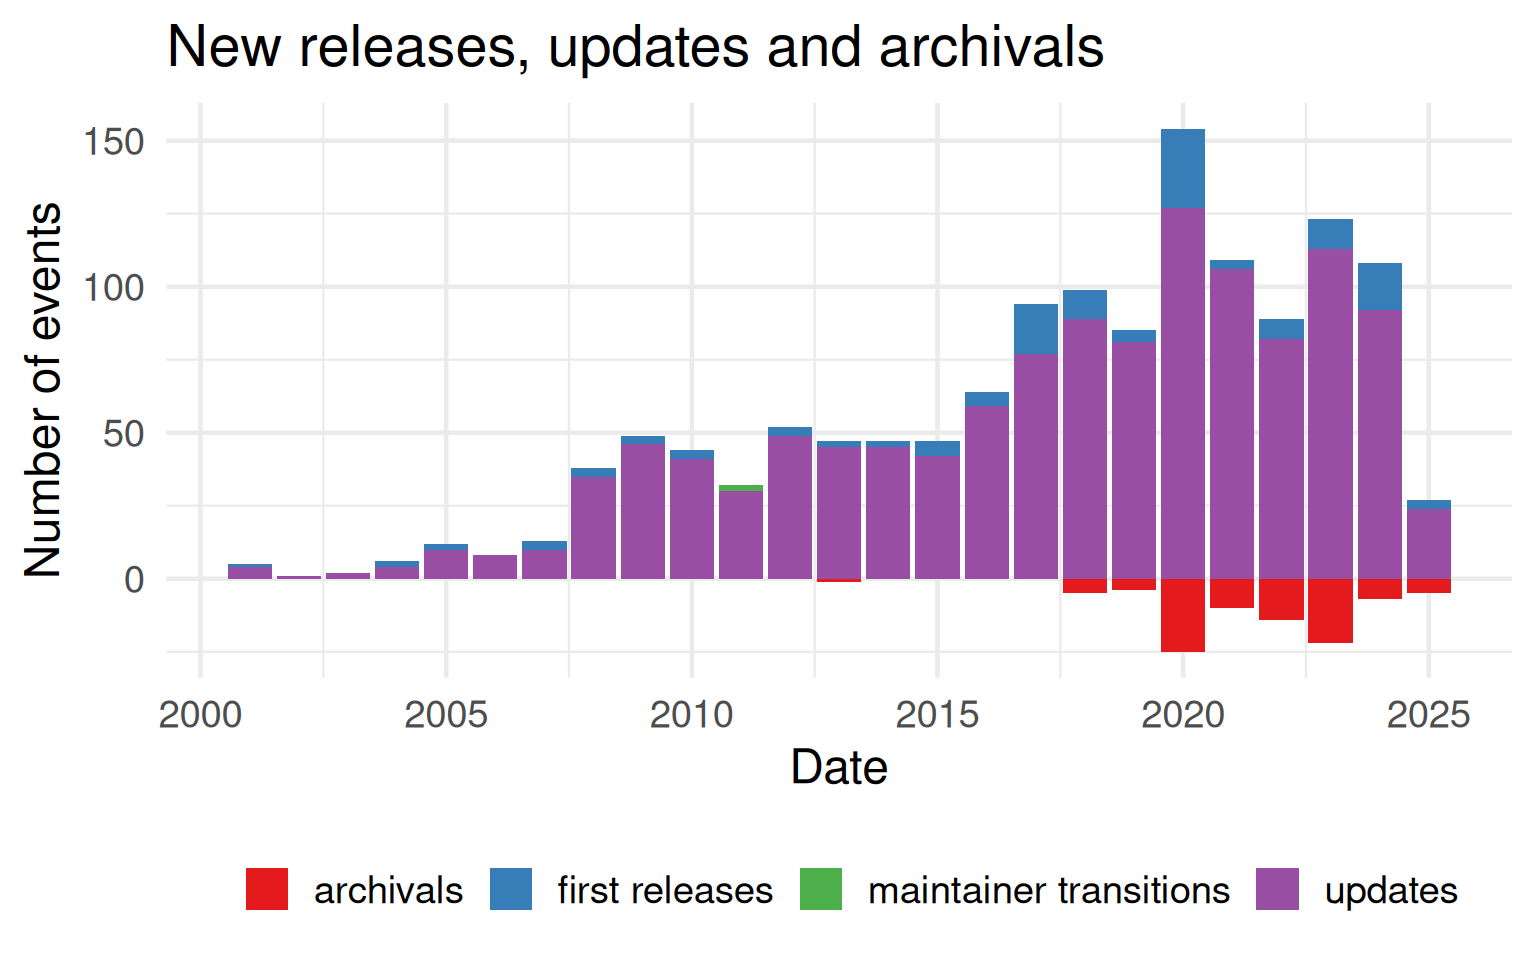 New releases, updates and archivals
Number of events
150
100
50
0
2000 2005 2010 2015 2020 2025
Date
archivals first releases maintainer transitions updates